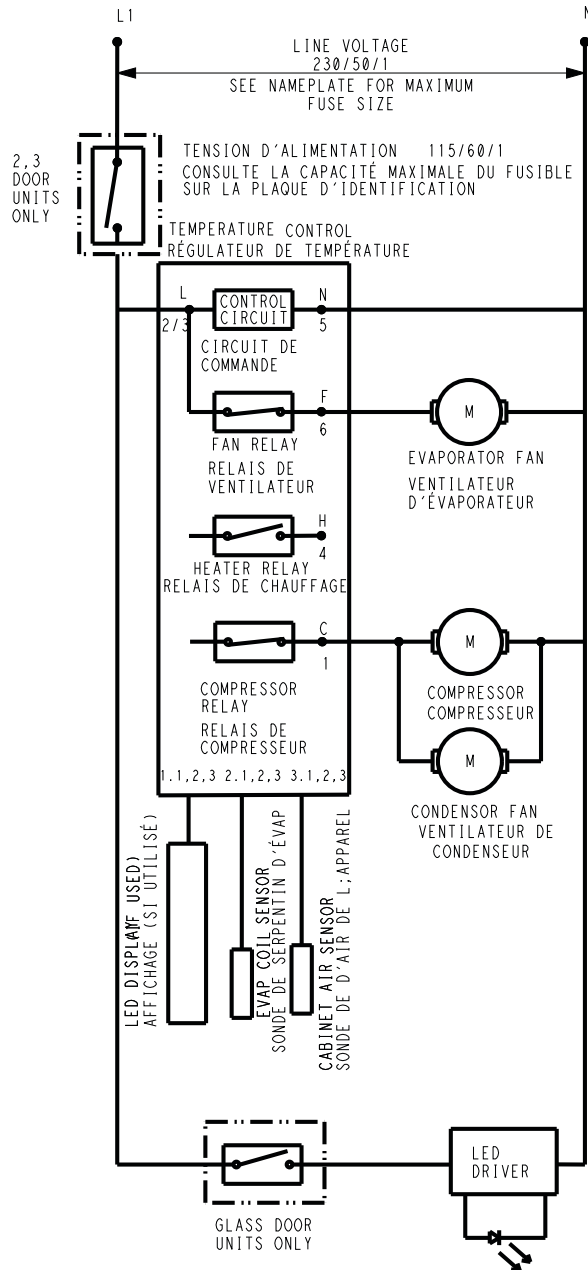 L1
N
LINE VOLTAGE
230/50/1
SEE NAMEPLATE FOR MAXIMUM
FUSE SIZE
2,3
DOOR
UNITS
ONLY
TENSION D'ALIMENTATION 115/60/1
CONSULTE LA CAPACITÉ MAXIMALE DU FUSIBLE
SUR LA PLAQUE D'IDENTIFICATION
TEMPERATURE CONTROL
RÉGULATEUR DE TEMPÉRATURE
L
2/3
CONTROL
CIRCUIT
N
5
CIRCUIT DE
COMMANDE
F
6
FAN RELAY
RELAIS DE
VENTILATEUR
M
EVAPORATOR FAN
VENTILATEUR
D'ÉVAPORATEUR
H
4
HEATER RELAY
RELAIS DE CHAUFFAGE
C
1
COMPRESSOR
RELAY
RELAIS DE
COMPRESSEUR
M
COMPRESSOR
COMPRESSEUR
M
CONDENSOR FAN
VENTILATEUR DE
CONDENSEUR
1.1,2,3 2.1,2,3 3.1,2,3
LED DISPLAY(IF USED)
AFFICHAGE (SI UTILISÉ)
EVAP COIL SENSOR
SONDE DE SERPENTIN D'ÉVAP
CABINET AIR SENSOR
SONDE DE D'AIR DE L;APPAREL
GLASS DOOR
UNITS ONLY
LED
DRIVER